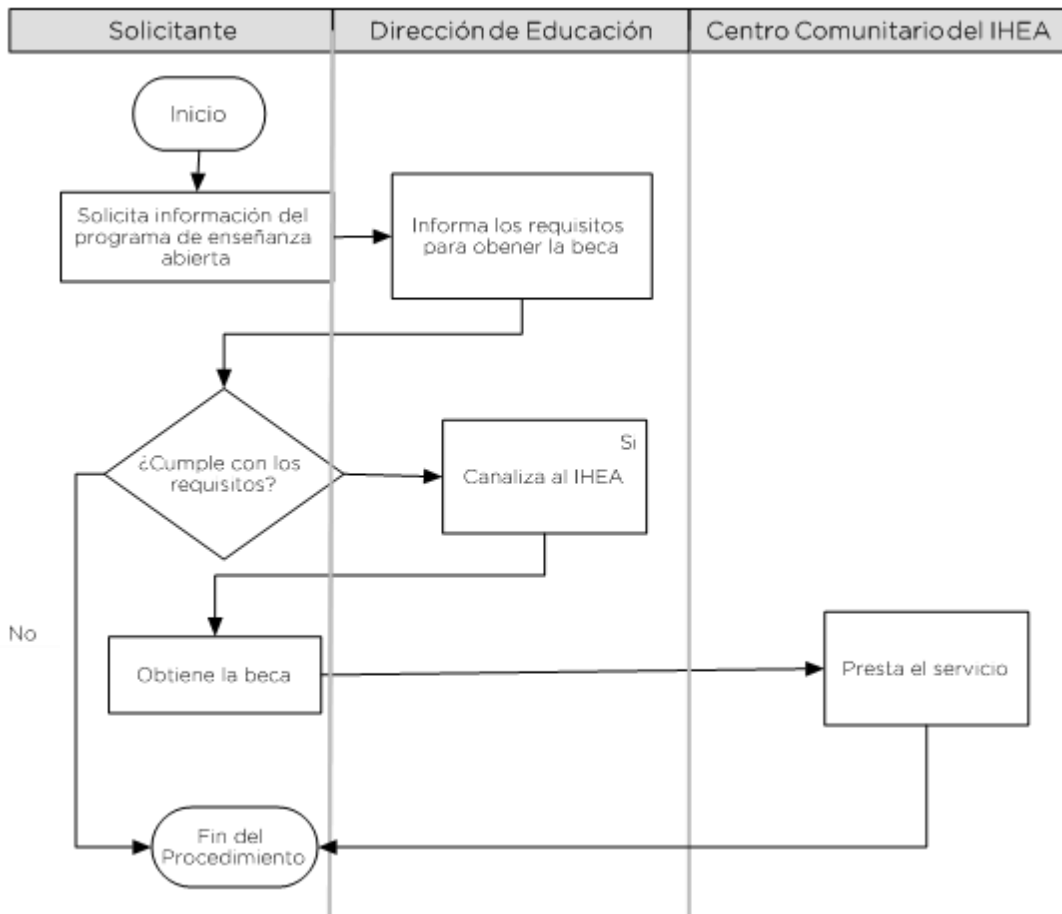 Solicitante
Dirección de Educación
Centro Comunitario del IHEA
Inicio
Solicita información del
programa de enseñanza
abierta
Informa los requisitos
para obener la beca
¿Cumple con los
requisitos?
Si
Canaliza al IHEA
No
Obtiene la beca
Presta el servicio
Fin del
Procedimiento